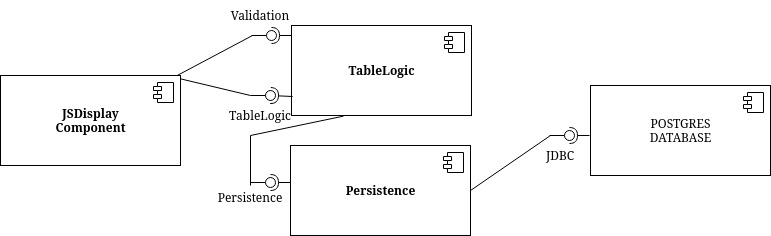 Validation
TableLogic
JSDisplay
Component
TableLogic
POSTGRES
DATABASE
JDBC
Persistence
Persistence